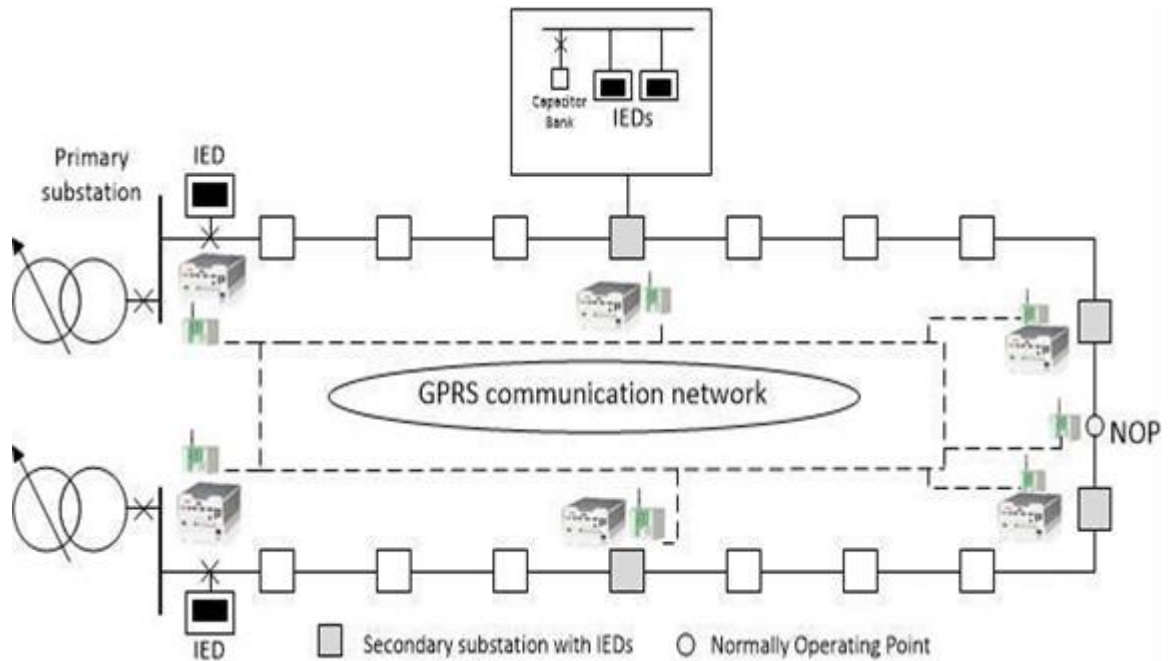 Capacitor
Bank
IEDs
Primary
substation
IED
GPRS communication network
NOP
IED
Secondary substation with IEDs
Normally Operating Point